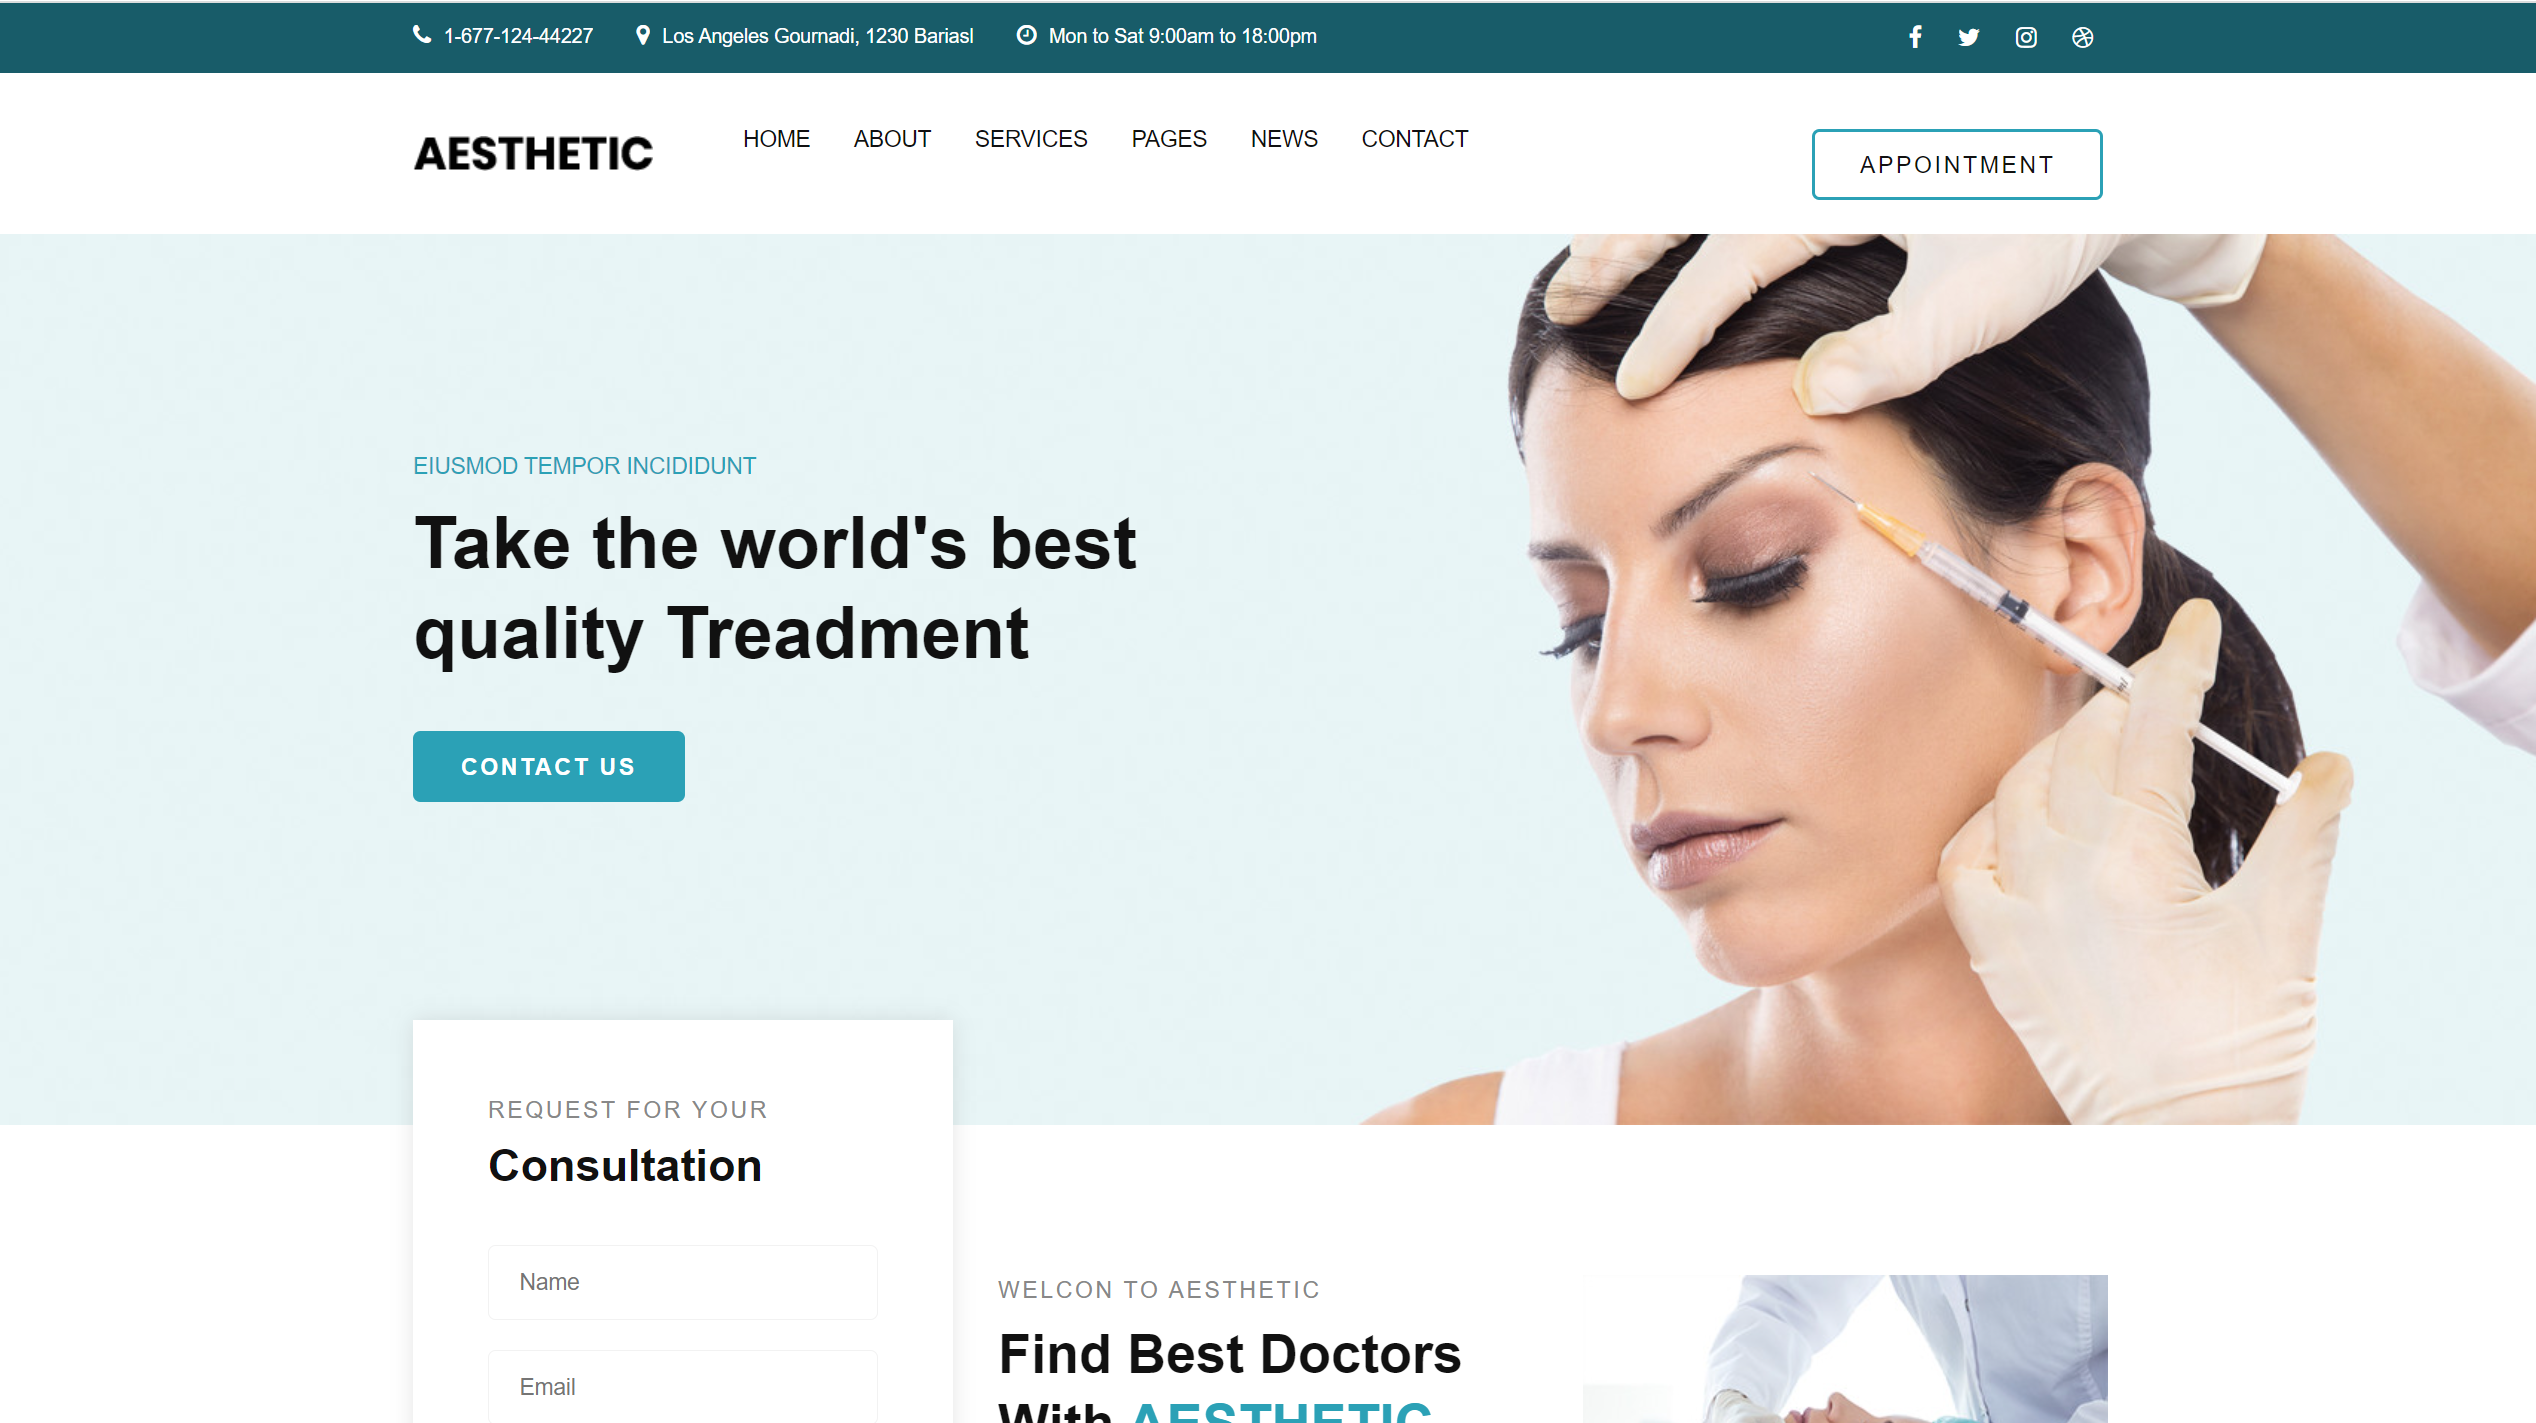 1-677-124-44227
Los Angeles Gournadi, 1230 Bariasl
Mon to Sat 9:00am to 18:00pm
AESTHETIC
HOME
ABOUT
SERVICES
PAGES
NEWS
CONTACT
APPOINTMENT
EIUSMOD TEMPOR INCIDIDUNT
Take the world's best
quality Treadment
CONTACT US
REQUEST FOR YOUR
Consultation
Name
Email
WELCON TO AESTHETIC
Find Best Doctors
With AESTHETIC